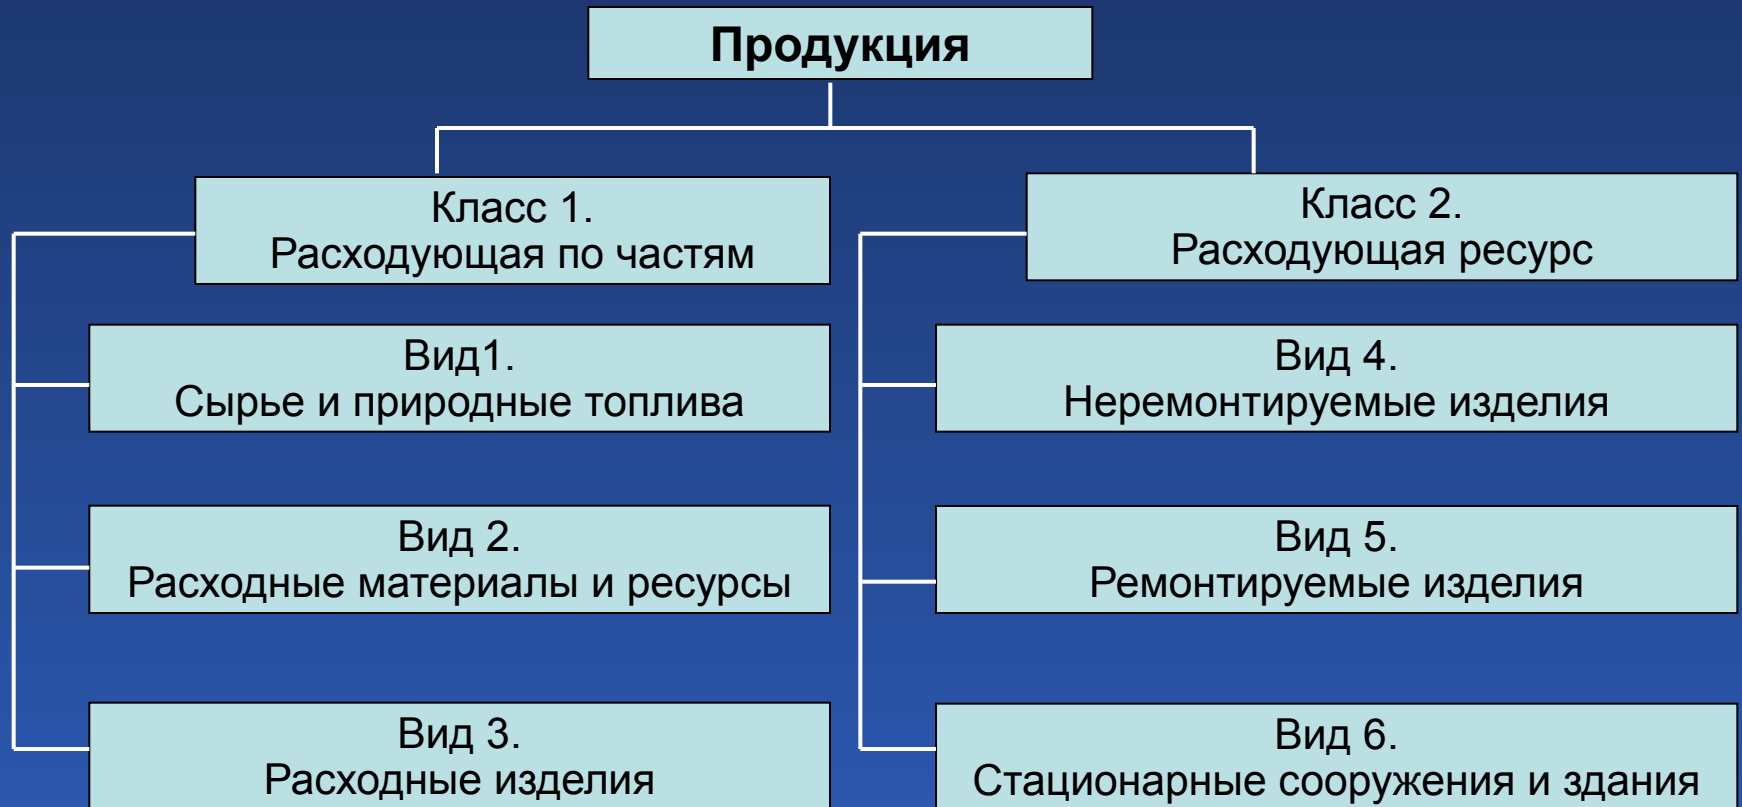 Продукция
Класс 1.
Расходующая по частям
Класс 2.
Расходующая ресурс
Вид1.
Сырье и природные топлива
Вид 2.
Расходные материалы и ресурсы
Вид 3.
Расходные изделия
Вид 4.
Неремонтируемые изделия
Вид 5.
Ремонтируемые изделия
Вид 6.
Стационарные сооружения и здания